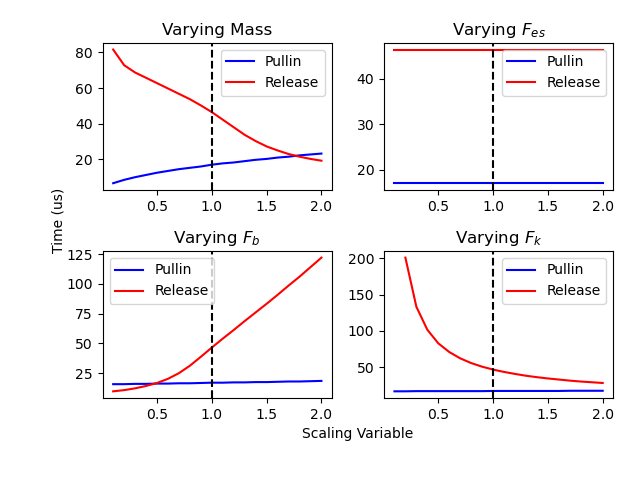 Varying Mass
80
60
40
20
0.5 1.0 1.5 2.0
Pullin
Release
Varying $F_{es}$
40
30
20
0.5 1.0 1.5 2.0
Pullin
Release
Time (us)
Varying $F_b$
125
100
75
50
25
0.5 1.0 1.5 2.0
Pullin
Release
Varying $F_k$
200
150
100
50
0.5 1.0 1.5 2.0
Pullin
Release
Scaling Variable